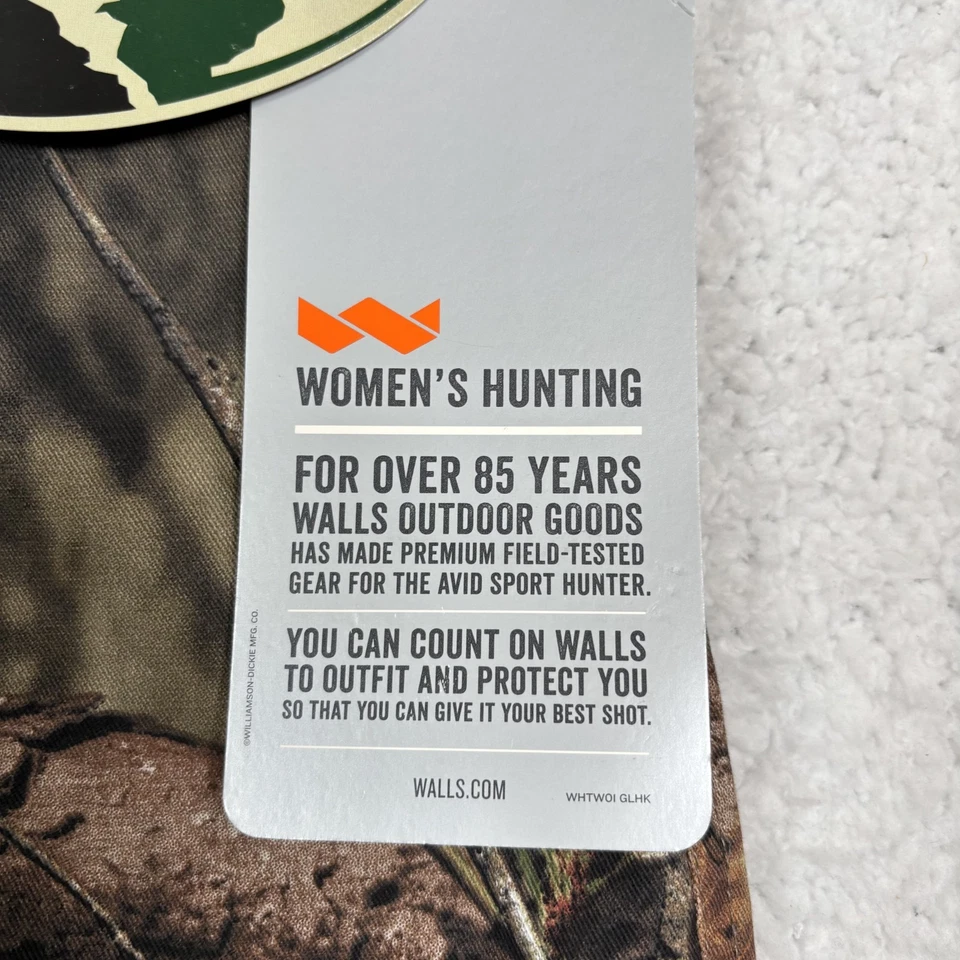 WOMEN'S HUNTING
FOR OVER 85 YEARS
WALLS OUTDOOR GOODS
HAS MADE PREMIUM FIELD-TESTED
GEAR FOR THE AVID SPORT HUNTER.
YOU CAN COUNT ON WALLS
TO OUTFIT AND PROTECT YOU
SO THAT YOU CAN GIVE IT YOUR BEST SHOT.
WALLS.COM
WHTW01 GLHK
©WILLIAMSON-DICKIE MFG. CO.